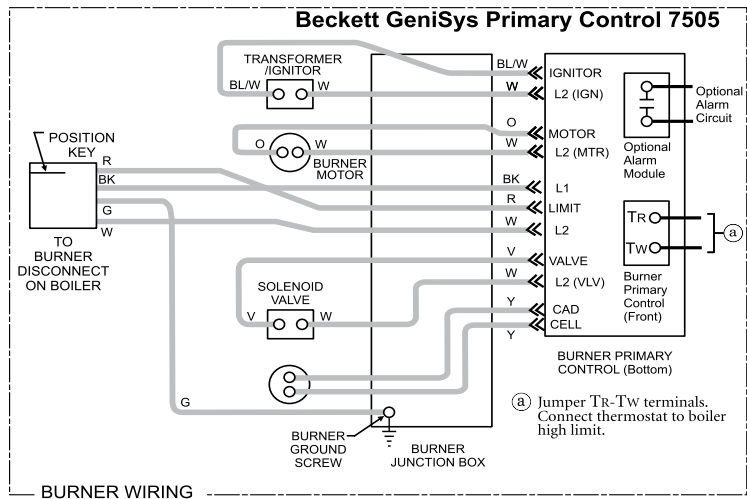 Beckett GeniSys Primary Control 7505
TRANSFORMER
/IGNITOR
BL/W
W
BL/W
IGNITOR
W
L2 (IGN)
Optional
Alarm
Circuit
Optional
Alarm
Module
O
W
BURNER
MOTOR
O
MOTOR
W
L2 (MTR)
POSITION
KEY
R
BK
G
W
TO
BURNER
DISCONNECT
ON BOILER
BK
L1
R
LIMIT
W
L2
TR
TW
a
Burner
Primary
Control
(Front)
V
VALVE
W
L2 (VLV)
SOLENOID
VALVE
V
W
Y
CAD
CELL
Y
BURNER PRIMARY
CONTROL (Bottom)
G
BURNER
GROUND
SCREW
BURNER
JUNCTION BOX
a Jumper TR-TW terminals.
Connect thermostat to boiler
high limit.
BURNER WIRING